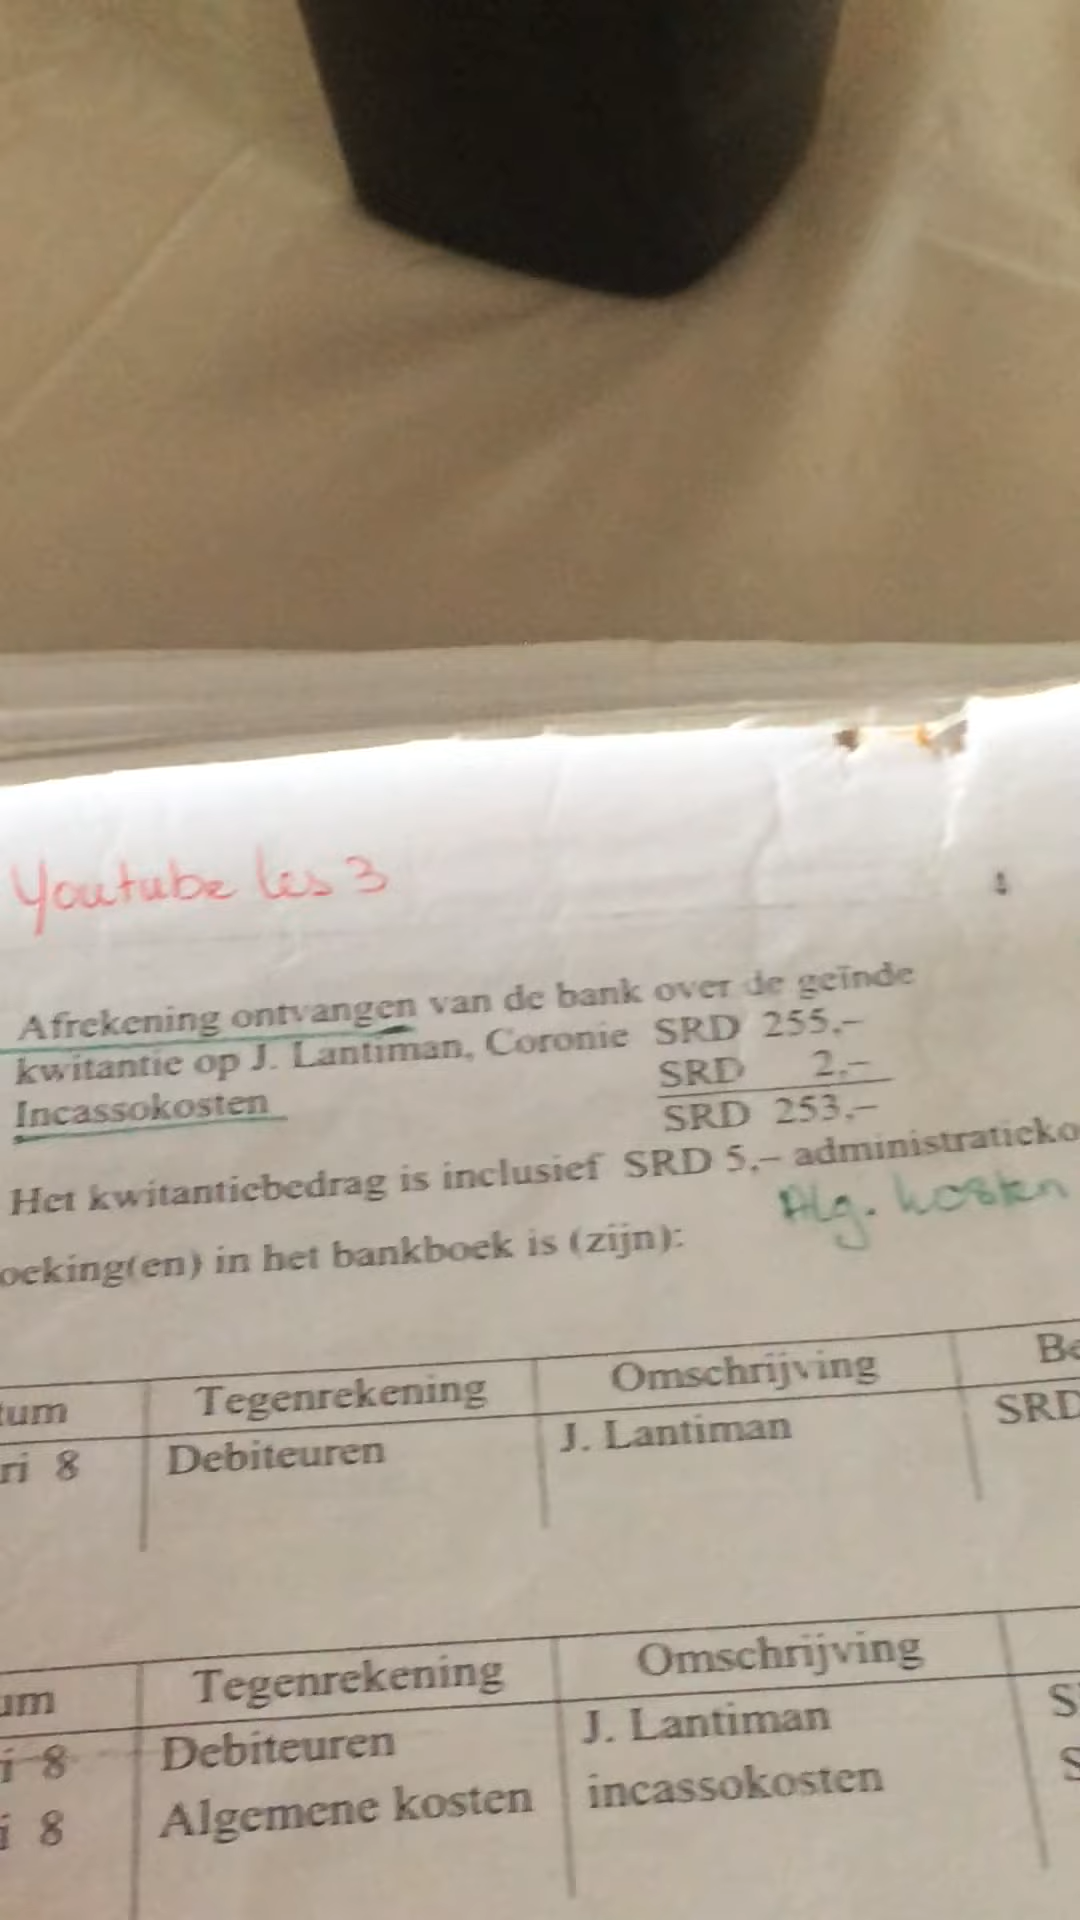 Youtube les 3
Afrekening ontvangen van de bank over de geïnde
kwitantie op J. Lantiman, Coronie SRD 255,–
Incassokosten SRD 2,–
SRD 253,–
Het kwitantiebedrag is inclusief SRD 5,– administratieko
Alg. kosten
oeking(en) in het bankboek is (zijn):
tum Tegenrekening Omschrijving Be
ri 8 Debiteuren J. Lantiman SRD
um Tegenrekening Omschrijving
i 8 Debiteuren J. Lantiman S
i 8 Algemene kosten incassokosten S